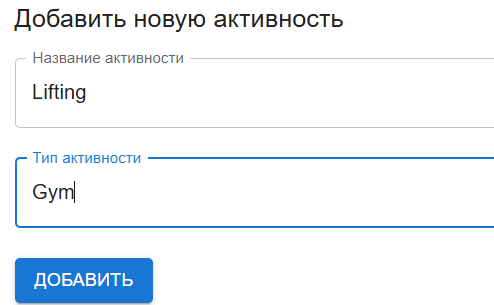 Добавить новую активность
Название активности
Lifting
Тип активности
Gym
ДОБАВИТЬ